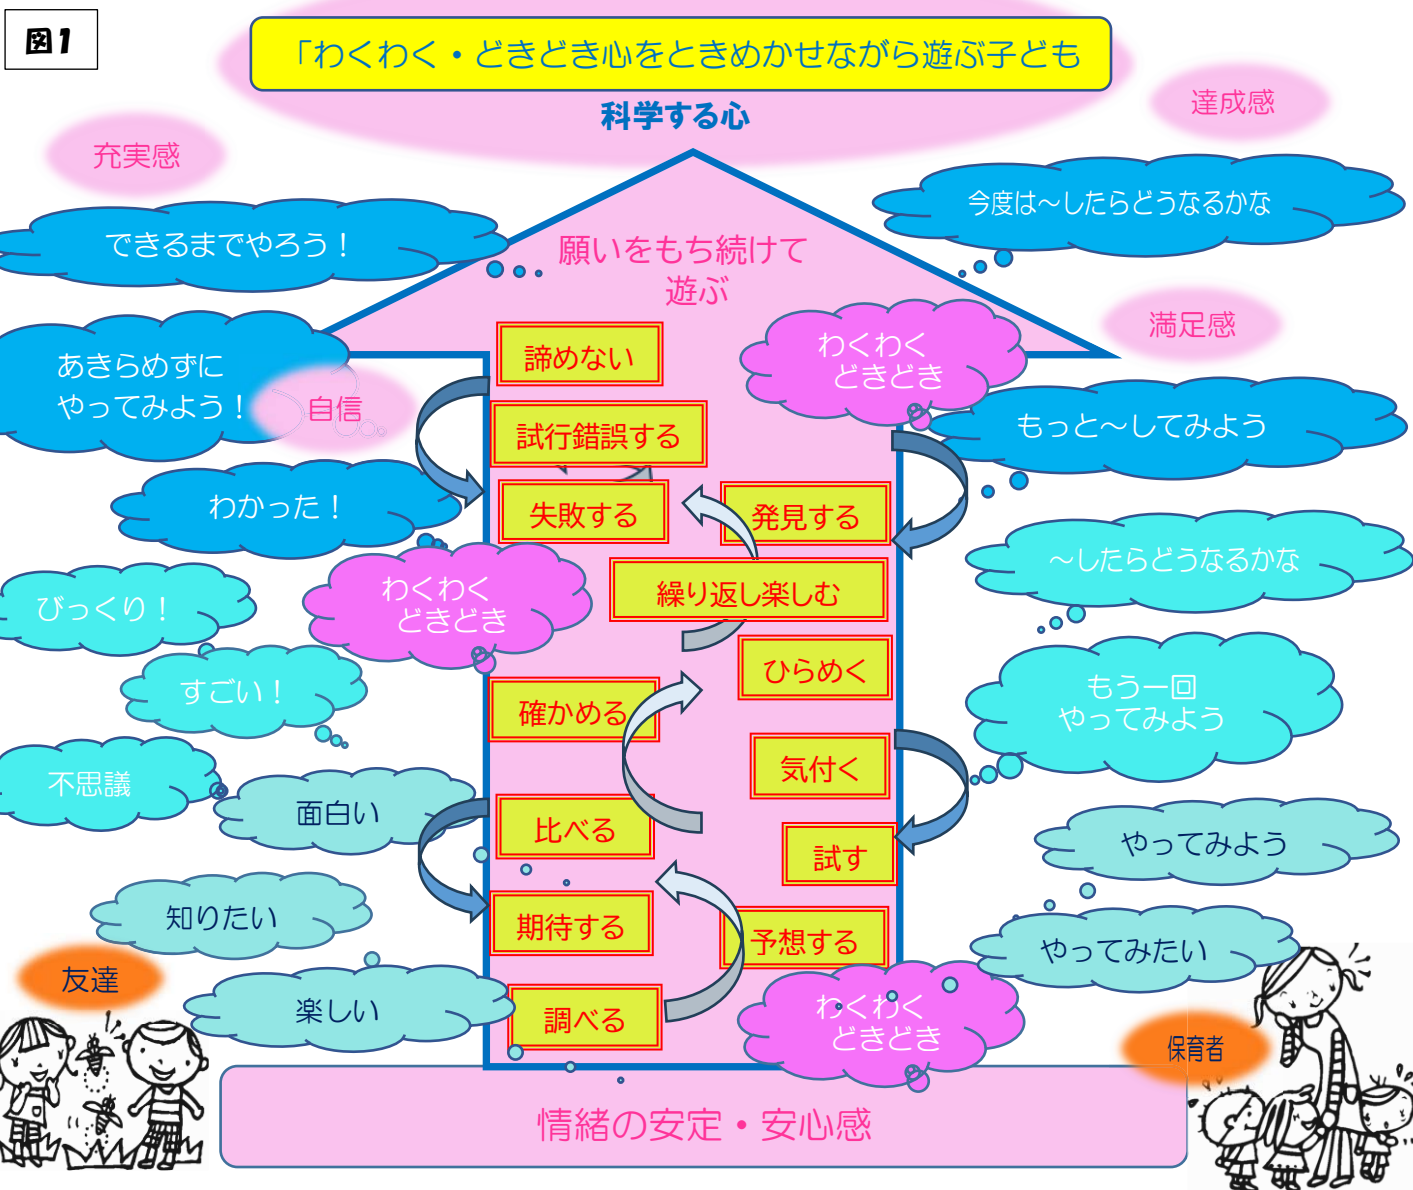 図1
「わくわく・どきどき心をときめかせながら遊ぶ子ども
科学する心
達成感
充実感
今度は～したらどうなるかな
できるまでやろう！
願いをもち続けて
遊ぶ
満足感
わくわく
どきどき
諦めない
あきらめずに
やってみよう！
自信
もっと～してみよう
試行錯誤する
わかった！
失敗する
発見する
～したらどうなるかな
わくわく
どきどき
繰り返し楽しむ
びっくり！
ひらめく
すごい！
確かめる
もう一回
やってみよう
不思議
気付く
面白い
比べる
やってみよう
試す
知りたい
期待する
予想する
やってみたい
友達
楽しい
調べる
わくわく
どきどき
保育者
情緒の安定・安心感